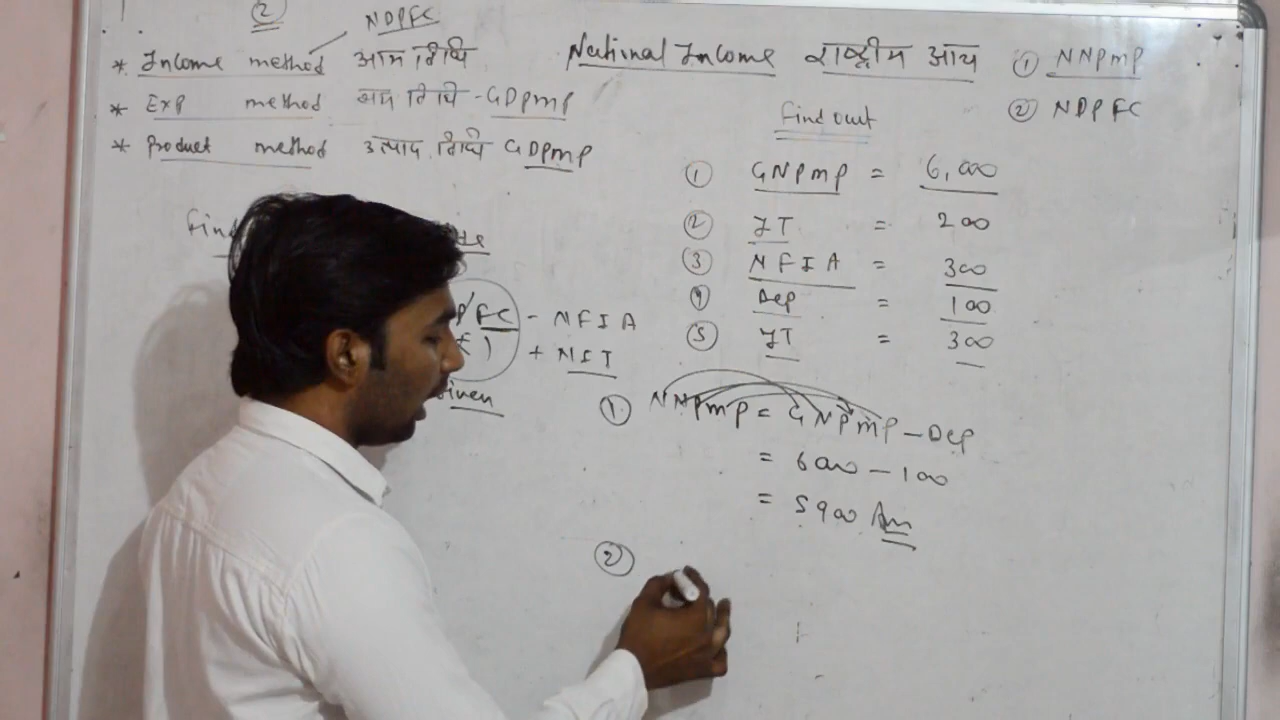 ②
NDPFC
* Income method आय विधि
* Exp method व्यय विधि - GDPmp
* Product method उत्पाद विधि GDPmp
National Income राष्ट्रीय आय
① NNPmp
② NDPFC
Find out
① GNPmp = 6,000
② IT = 200
③ NFIA = 300
④ Dep = 100
⑤ IT = 300
Find
FC - NFIA
( ) + NIT
Given
① NNPmp = GNPmp - Dep
= 6000 - 100
= 5900 Ans
②